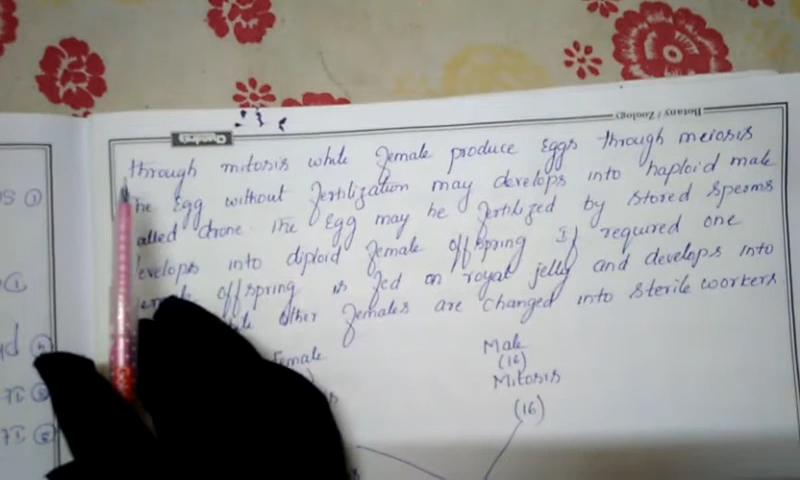 Botany / Zoology
Question
through mitosis while female produce Eggs through meiosis
The Egg without fertilization may develops into haploid male
called drone. The Egg may be fertilized by stored sperms
develops into diploid female offspring If required one
offspring is fed on royal jelly and develops into
other females are changed into sterile workers
Female Male
(16)
Mitosis
(16)